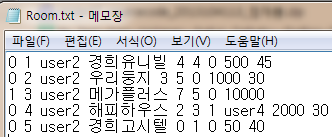 Room.txt - 메모장
파일(F) 편집(E) 서식(O) 보기(V) 도움말(H)
0 1 user2 경희유니빌 4 4 0 500 45
0 2 user2 우리둥지 3 5 0 1000 30
1 3 user2 메가플러스 7 5 0 10000
0 4 user2 해피하우스 2 3 1 user4 2000 30
0 5 user2 경희고시텔 0 1 0 50 40